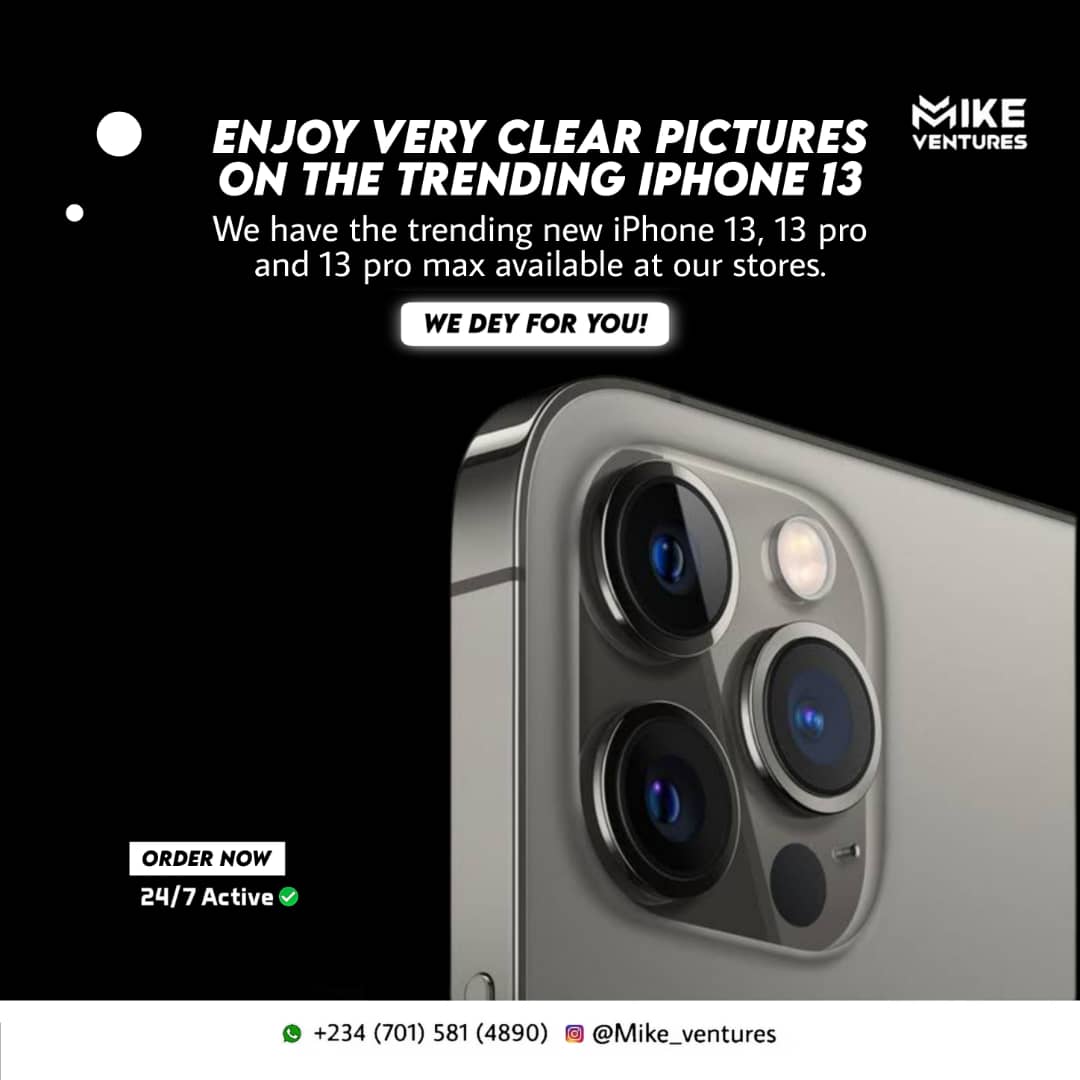 MIKE
VENTURES
ENJOY VERY CLEAR PICTURES
ON THE TRENDING IPHONE 13
We have the trending new iPhone 13, 13 pro
and 13 pro max available at our stores.
WE DEY FOR YOU!
ORDER NOW
24/7 Active
+234 (701) 581 (4890) @Mike_ventures